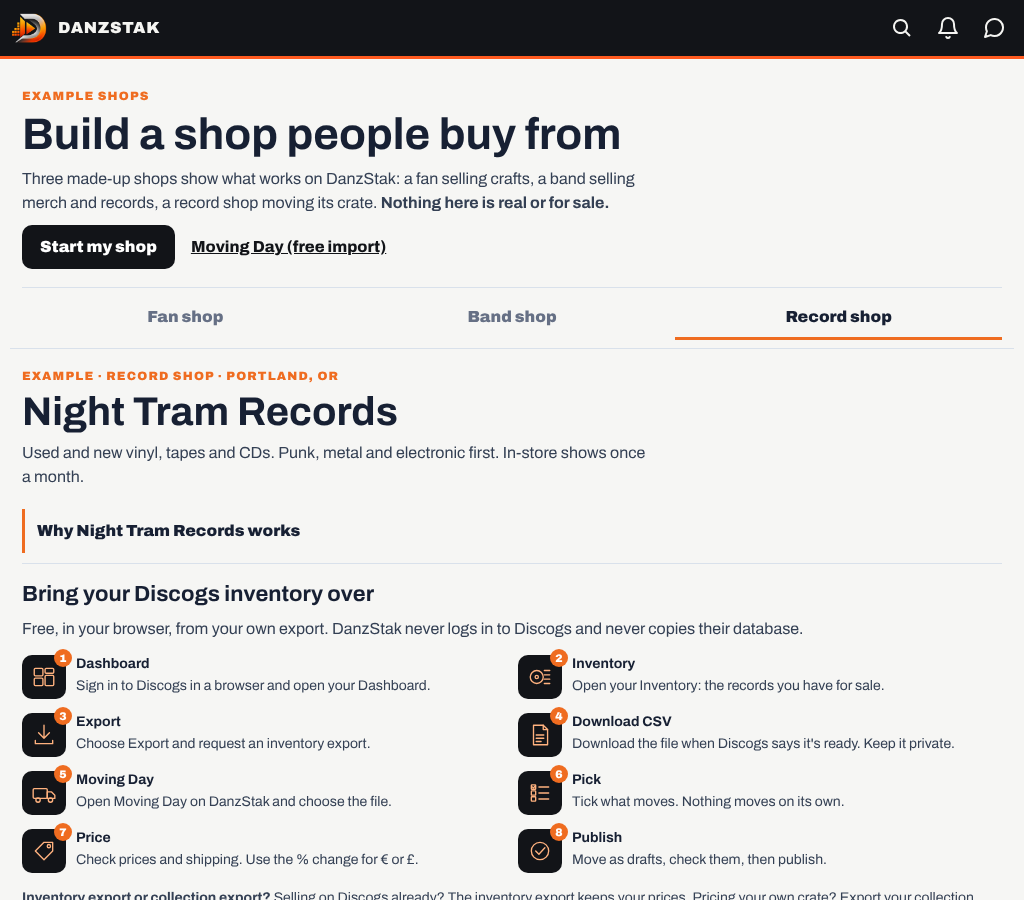 DANZSTAK
EXAMPLE SHOPS
Build a shop people buy from
Three made-up shops show what works on DanzStak: a fan selling crafts, a band selling
merch and records, a record shop moving its crate. Nothing here is real or for sale.
Start my shop
Moving Day (free import)
Fan shop
Band shop
Record shop
EXAMPLE · RECORD SHOP · PORTLAND, OR
Night Tram Records
Used and new vinyl, tapes and CDs. Punk, metal and electronic first. In-store shows once
a month.
Why Night Tram Records works
Bring your Discogs inventory over
Free, in your browser, from your own export. DanzStak never logs in to Discogs and never copies their database.
1
Dashboard
Sign in to Discogs in a browser and open your Dashboard.
2
Inventory
Open your Inventory: the records you have for sale.
3
Export
Choose Export and request an inventory export.
4
Download CSV
Download the file when Discogs says it's ready. Keep it private.
5
Moving Day
Open Moving Day on DanzStak and choose the file.
6
Pick
Tick what moves. Nothing moves on its own.
7
Price
Check prices and shipping. Use the % change for € or £.
8
Publish
Move as drafts, check them, then publish.
Inventory export or collection export? Selling on Discogs already? The inventory export keeps your prices. Pricing your own crate? Export your collection